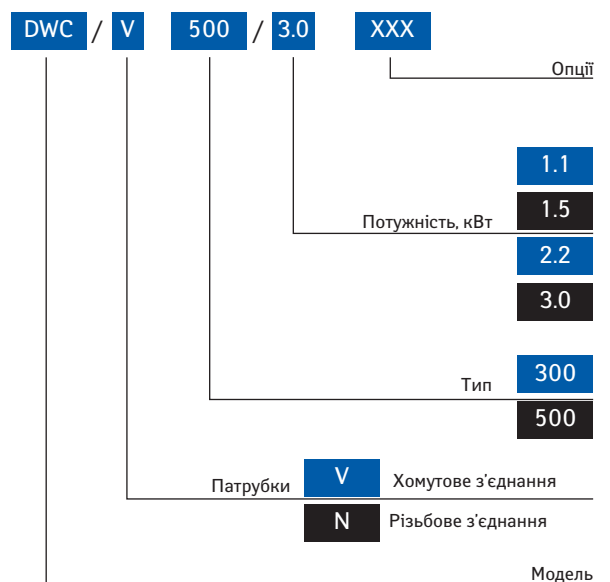 DWC / V 500 / 3.0 XXX
Опції
1.1
1.5
Потужність, кВт
2.2
3.0
300
Тип
500
Патрубки V Хомутове з'єднання
N Різьбове з'єднання
Модель